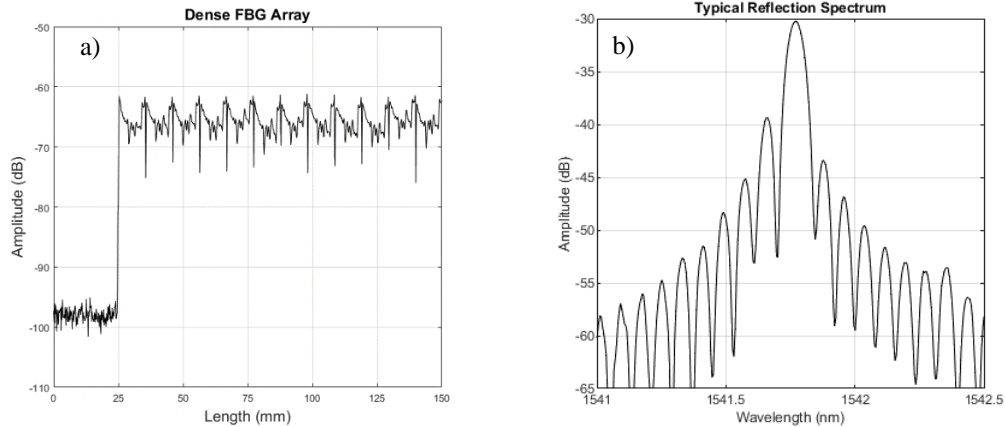 Dense FBG Array
a)
-50
-60
-70
-80
-90
-100
-110
Amplitude (dB)
0 25 50 75 100 125 150
Length (mm)
Typical Reflection Spectrum
b)
-30
-35
-40
-45
-50
-55
-60
-65
Amplitude (dB)
1541 1541.5 1542 1542.5
Wavelength (nm)